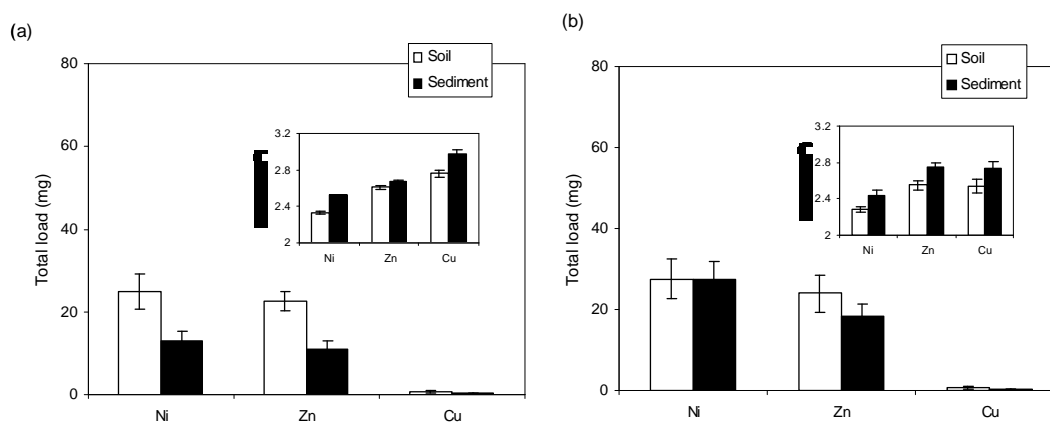 (a)
Soil
Sediment
80
60
40
20
0
Total load (mg)
Ni
Zn
Cu
3.2
2.8
2.4
2
Ni
Zn
Cu
(b)
Soil
Sediment
80
60
40
20
0
Total load (mg)
Ni
Zn
Cu
3.2
2.8
2.4
2
Ni
Zn
Cu